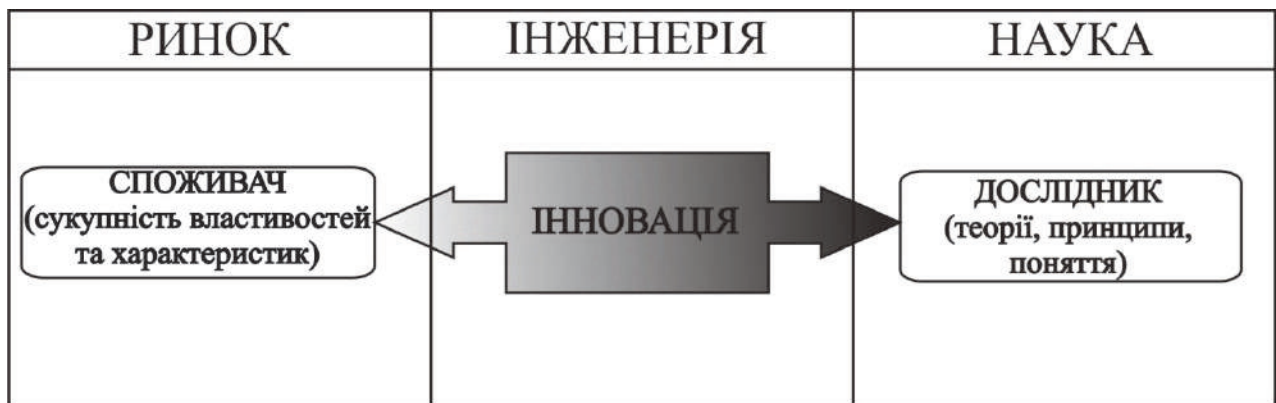 РИНОК
ІНЖЕНЕРІЯ
НАУКА
СПОЖИВАЧ
(сукупність властивостей
та характеристик)
ІННОВАЦІЯ
ДОСЛІДНИК
(теорії, принципи,
поняття)